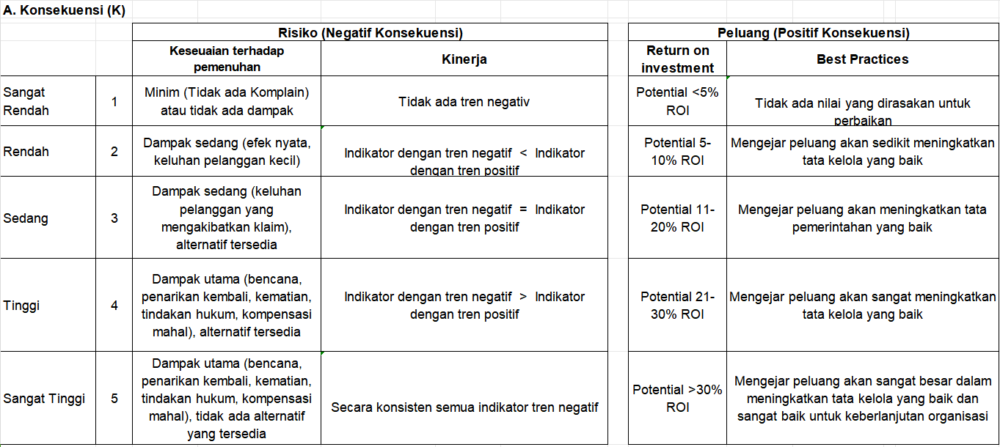 A. Konsekuensi (K)
Risiko (Negatif Konsekuensi)
Peluang (Positif Konsekuensi)
Keseuaian terhadap
pemenuhan
Kinerja
Return on
investment
Best Practices
Sangat
Rendah
1
Minim (Tidak ada Komplain)
atau tidak ada dampak
Tidak ada tren negativ
Potential <5%
ROI
Tidak ada nilai yang dirasakan untuk
perbaikan
Rendah
2
Dampak sedang (efek nyata,
keluhan pelanggan kecil)
Indikator dengan tren negatif < Indikator
dengan tren positif
Potential 5-
10% ROI
Mengejar peluang akan sedikit meningkatkan
tata kelola yang baik
Sedang
3
Dampak sedang (keluhan
pelanggan yang
mengakibatkan klaim),
alternatif tersedia
Indikator dengan tren negatif = Indikator
dengan tren positif
Potential 11-
20% ROI
Mengejar peluang akan meningkatkan tata
pemerintahan yang baik
Tinggi
4
Dampak utama (bencana,
penarikan kembali, kematian,
tindakan hukum, kompensasi
mahal), alternatif tersedia
Indikator dengan tren negatif > Indikator
dengan tren positif
Potential 21-
30% ROI
Mengejar peluang akan sangat meningkatkan
tata kelola yang baik
Sangat Tinggi
5
Dampak utama (bencana,
penarikan kembali, kematian,
tindakan hukum, kompensasi
mahal), tidak ada alternatif
yang tersedia
Secara konsisten semua indikator tren negatif
Potential >30%
ROI
Mengejar peluang akan sangat besar dalam
meningkatkan tata kelola yang baik dan
sangat baik untuk keberlanjutan organisasi